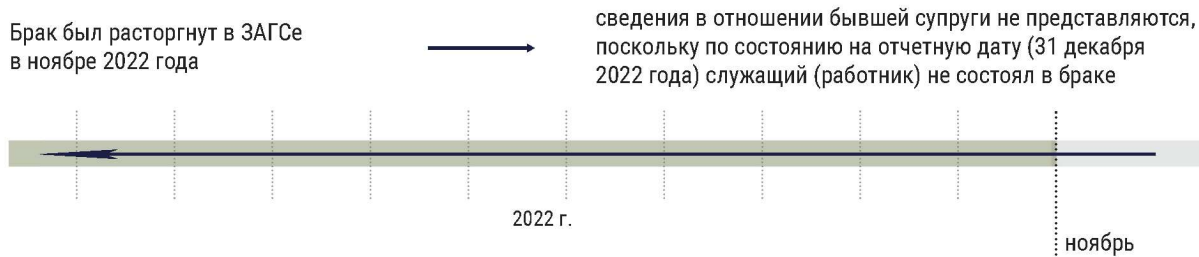 Брак был расторгнут в ЗАГСе
в ноябре 2022 года
сведения в отношении бывшей супруги не представляются,
поскольку по состоянию на отчетную дату (31 декабря
2022 года) служащий (работник) не состоял в браке
2022 г.
ноябрь